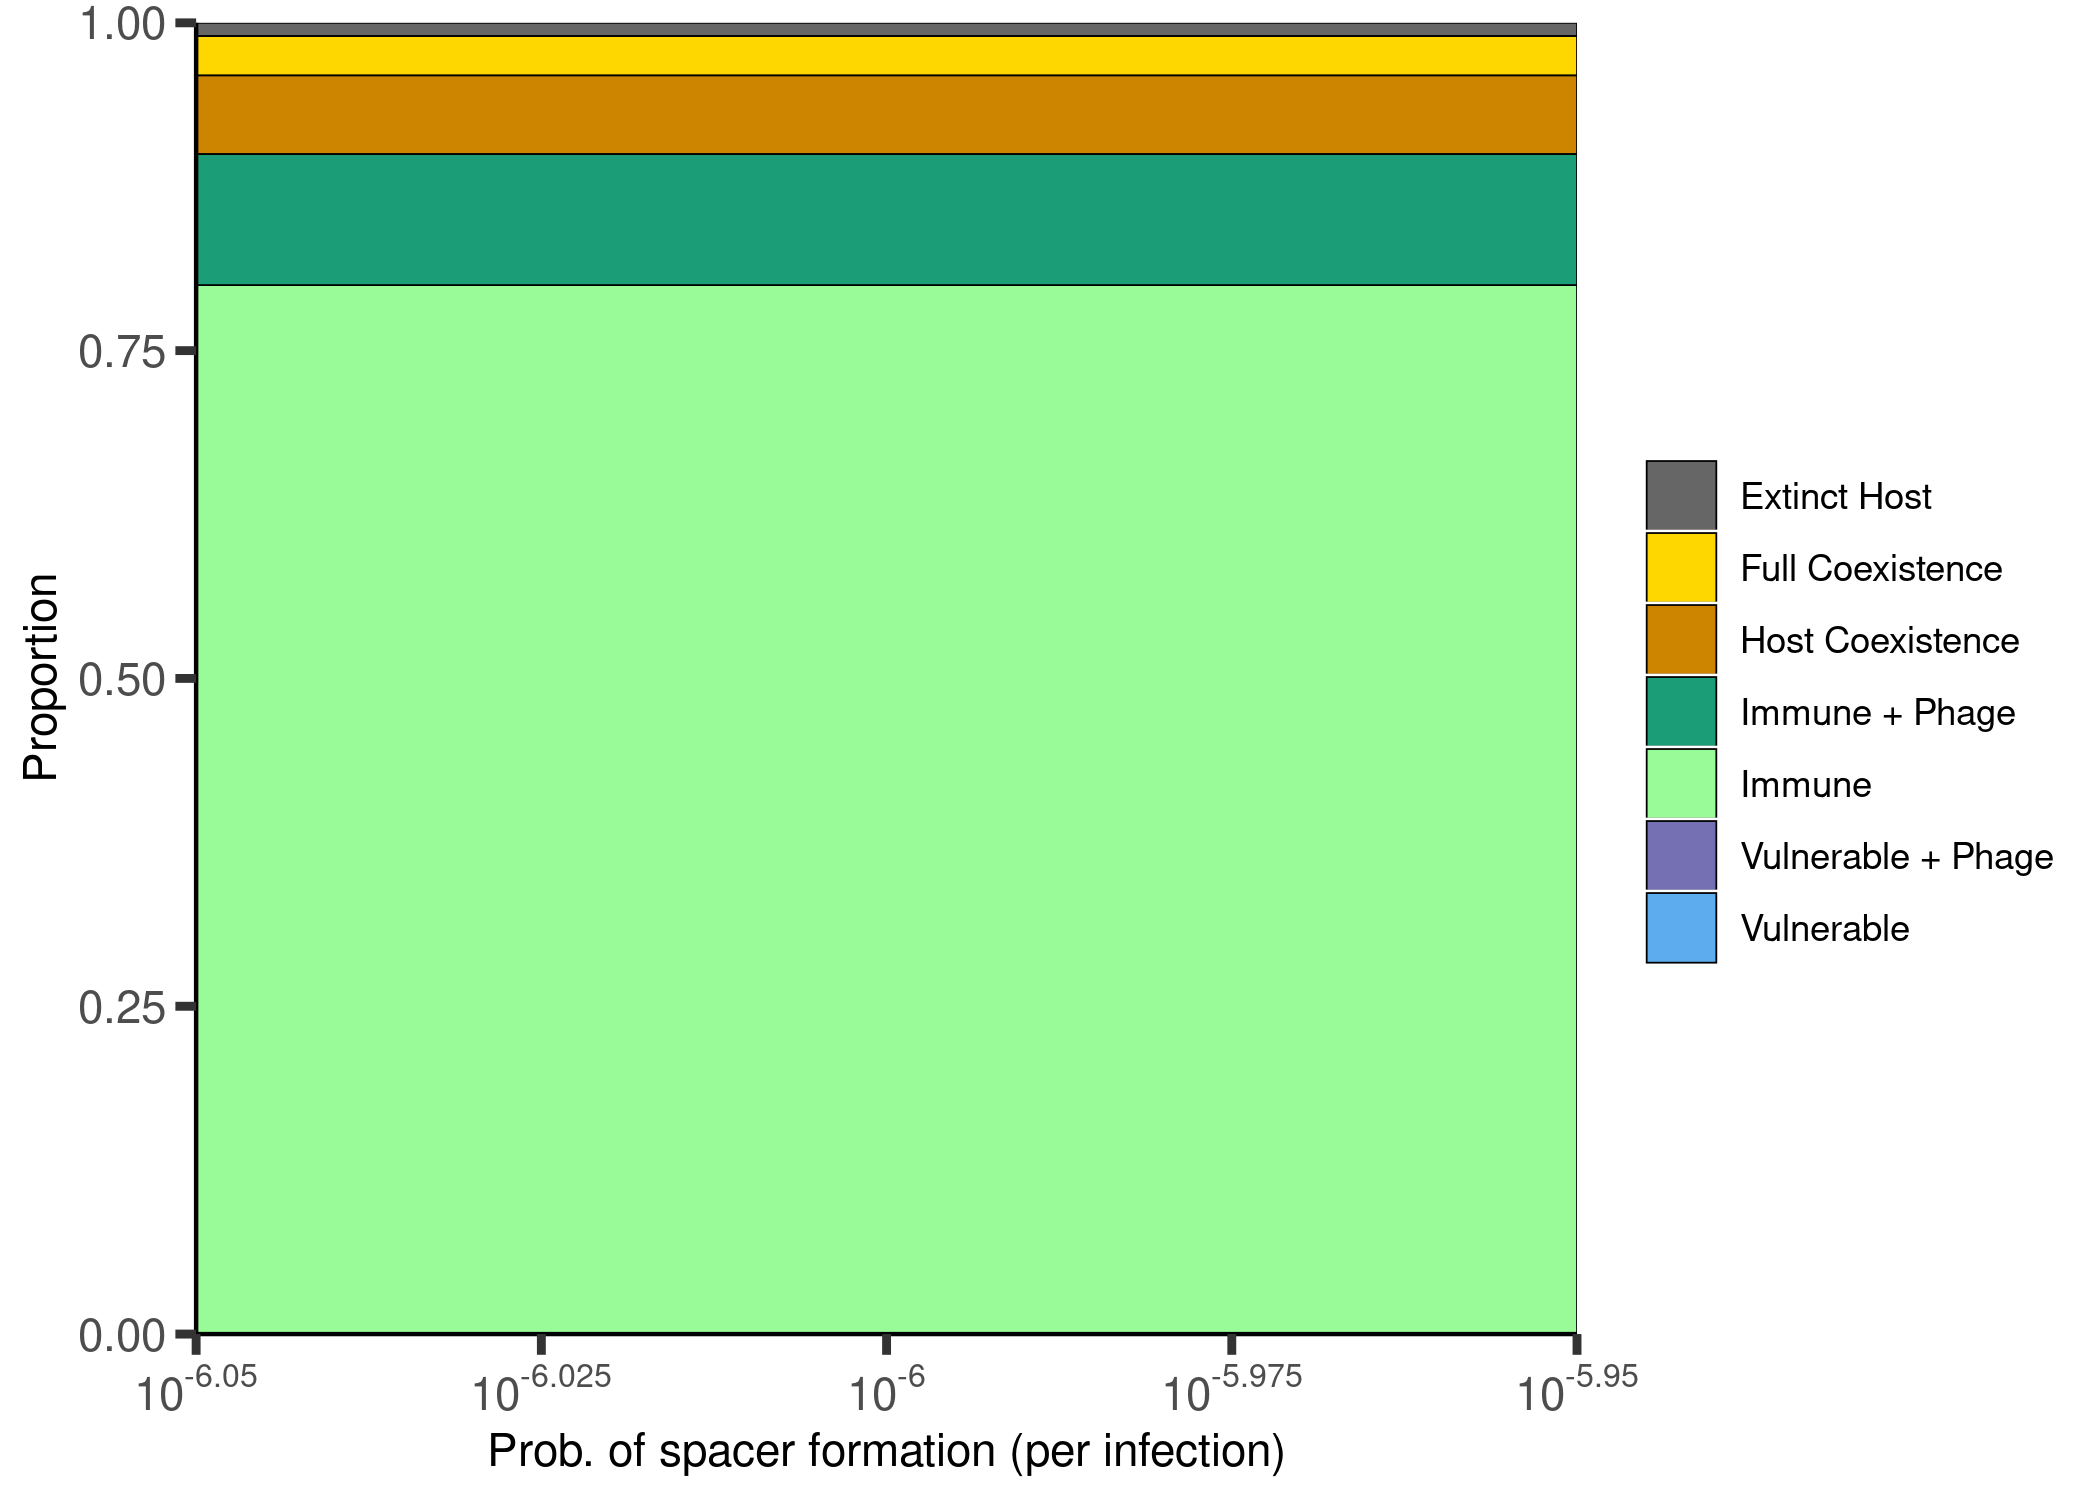 1.00
0.75
0.50
0.25
0.00
Proportion
10^-6.05 10^-6.025 10^-6 10^-5.975 10^-5.95
Prob. of spacer formation (per infection)
Extinct Host
Full Coexistence
Host Coexistence
Immune + Phage
Immune
Vulnerable + Phage
Vulnerable